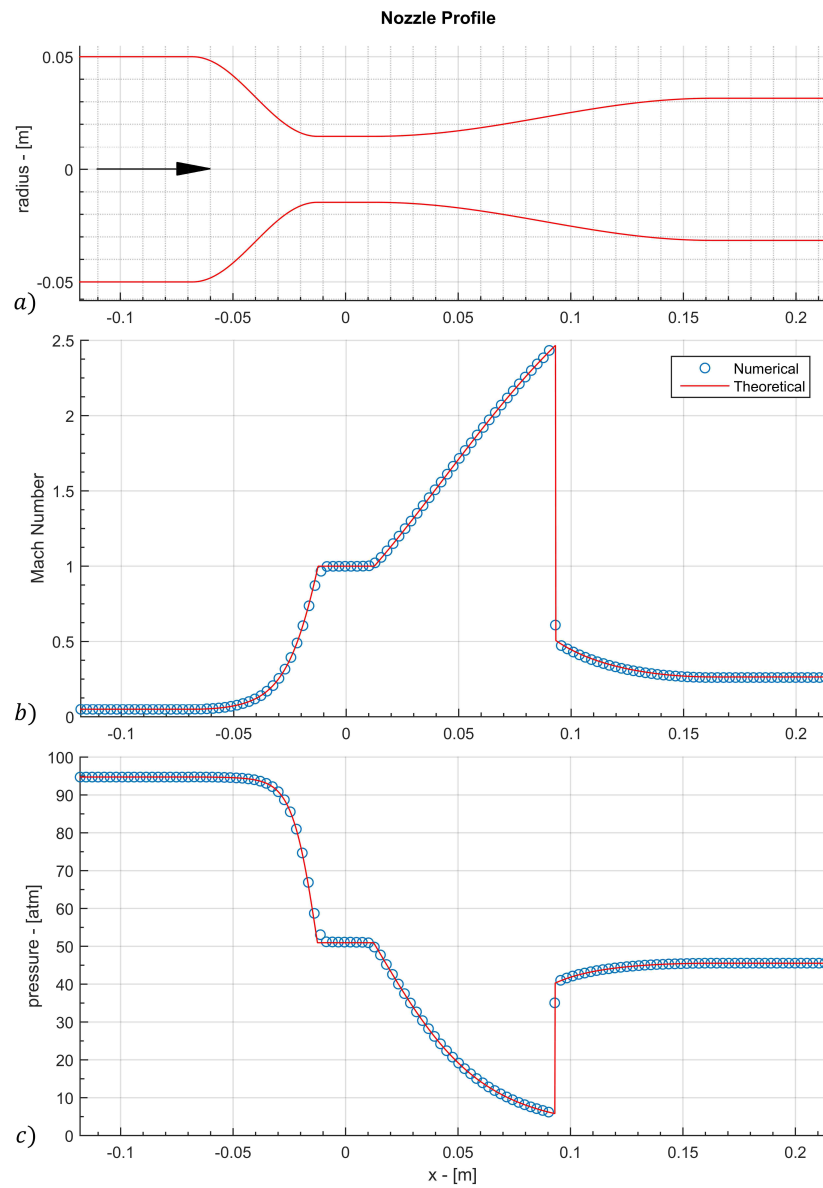 Nozzle Profile
0.05
0
-0.05
radius - [m]
a)
-0.1 -0.05 0 0.05 0.1 0.15 0.2
2.5
2
1.5
1
0.5
0
Mach Number
Numerical
Theoretical
b)
-0.1 -0.05 0 0.05 0.1 0.15 0.2
100
90
80
70
60
50
40
30
20
10
0
pressure - [atm]
c)
-0.1 -0.05 0 0.05 0.1 0.15 0.2
x - [m]